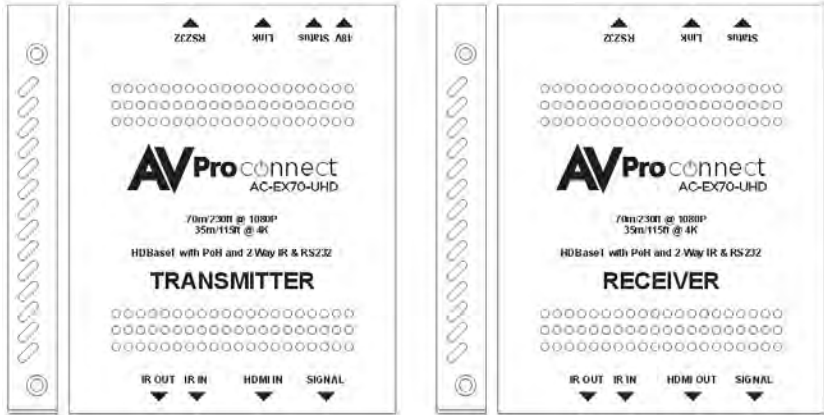 RS232 Link Status 48V
AVProconnect
AC-EX70-UHD
70m/230ft @ 1080P
35m/115ft @ 4K
HDBaseT with PoH and 2-Way IR & RS232
TRANSMITTER
IR OUT IR IN HDMI IN SIGNAL
RS232 Link Status
AVProconnect
AC-EX70-UHD
70m/230ft @ 1080P
35m/115ft @ 4K
HDBaseT with PoH and 2-Way IR & RS232
RECEIVER
IR OUT IR IN HDMI OUT SIGNAL